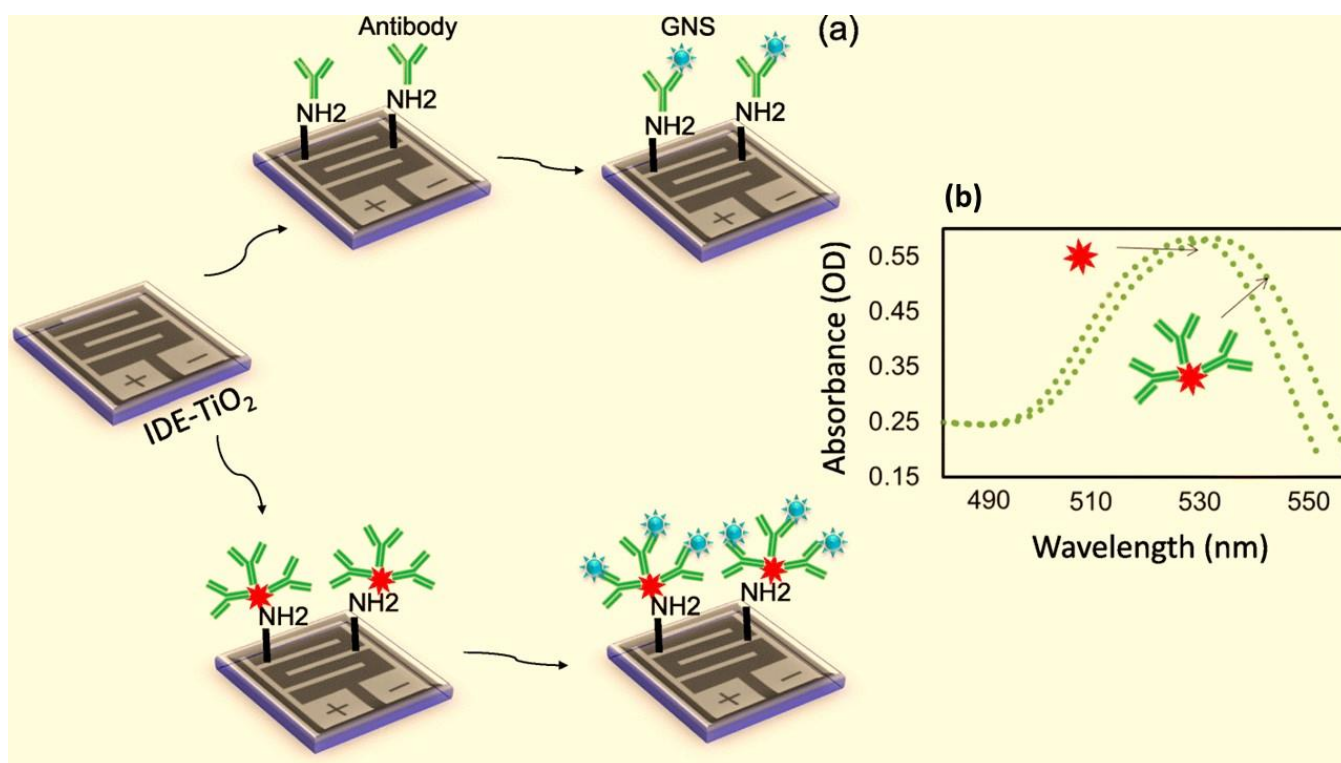 Antibody
GNS
(a)
NH2
NH2
NH2
NH2
+
−
+
−
(b)
Absorbance (OD)
0.55
0.45
0.35
0.25
0.15
490
510
530
550
Wavelength (nm)
+
−
IDE-TiO₂
NH2
NH2
NH2
NH2
+
−
+
−